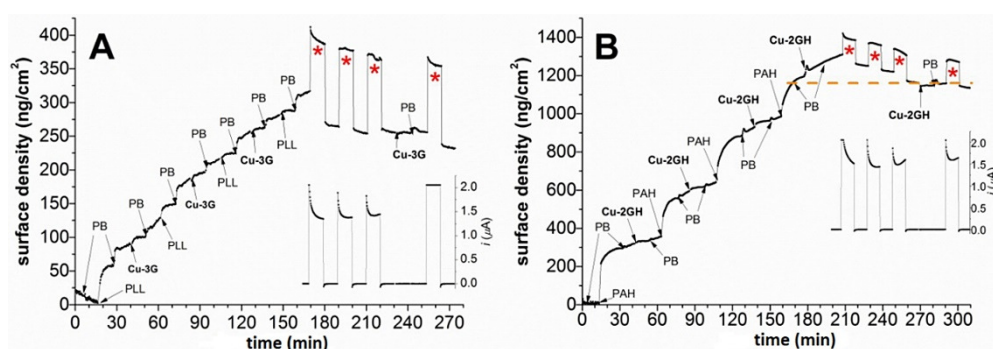 A
surface density (ng/cm²)
400
350
300
250
200
150
100
50
0
PB
PLL
PB
Cu-3G
PB
PLL
PB
Cu-3G
PB
PLL
PB
Cu-3G
PB
PLL
PB
*
*
*
*
Cu-3G
2.0
1.5
1.0
0.5
0.0
i (µA)
0 30 60 90 120 150 180 210 240 270
time (min)
B
surface density (ng/cm²)
1400
1200
1000
800
600
400
200
0
PB
PAH
Cu-2GH
PB
PAH
Cu-2GH
PB
PAH
Cu-2GH
PB
PAH
Cu-2GH
PB
*
*
*
*
PB
Cu-2GH
2.0
1.5
1.0
0.5
0.0
i (µA)
0 30 60 90 120 150 180 210 240 270 300
time (min)